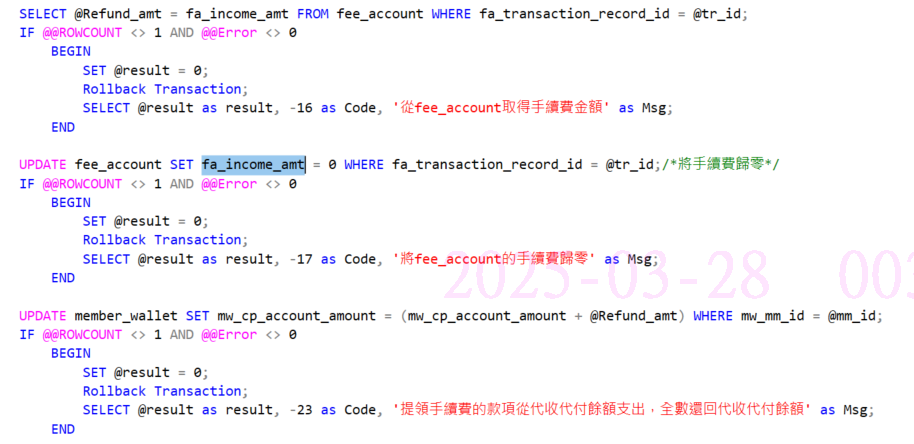 SELECT @Refund_amt = fa_income_amt FROM fee_account WHERE fa_transaction_record_id = @tr_id;
IF @@ROWCOUNT <> 1 AND @@Error <> 0
BEGIN
SET @result = 0;
Rollback Transaction;
SELECT @result as result, -16 as Code, '從fee_account取得手續費金額' as Msg;
END
UPDATE fee_account SET fa_income_amt = 0 WHERE fa_transaction_record_id = @tr_id;/*將手續費歸零*/
IF @@ROWCOUNT <> 1 AND @@Error <> 0
BEGIN
SET @result = 0;
Rollback Transaction;
SELECT @result as result, -17 as Code, '將fee_account的手續費歸零' as Msg;
2025-03-28 003
END
UPDATE member_wallet SET mw_cp_account_amount = (mw_cp_account_amount + @Refund_amt) WHERE mw_mm_id = @mm_id;
IF @@ROWCOUNT <> 1 AND @@Error <> 0
BEGIN
SET @result = 0;
Rollback Transaction;
SELECT @result as result, -23 as Code, '提領手續費的款項從代收代付餘額支出，全數還回代收代付餘額' as Msg;
END